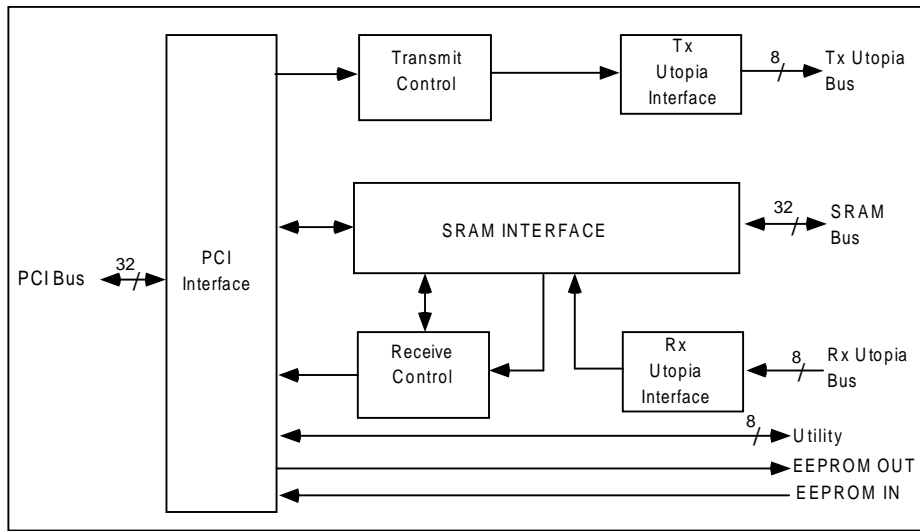 Transmit
Control
Tx
Utopia
Interface
8
Tx Utopia
Bus
SRAM INTERFACE
32
SRAM
Bus
PCI Bus
32
PCI
Interface
Receive
Control
Rx
Utopia
Interface
8
Rx Utopia
Bus
8
Utility
EEPROM OUT
EEPROM IN